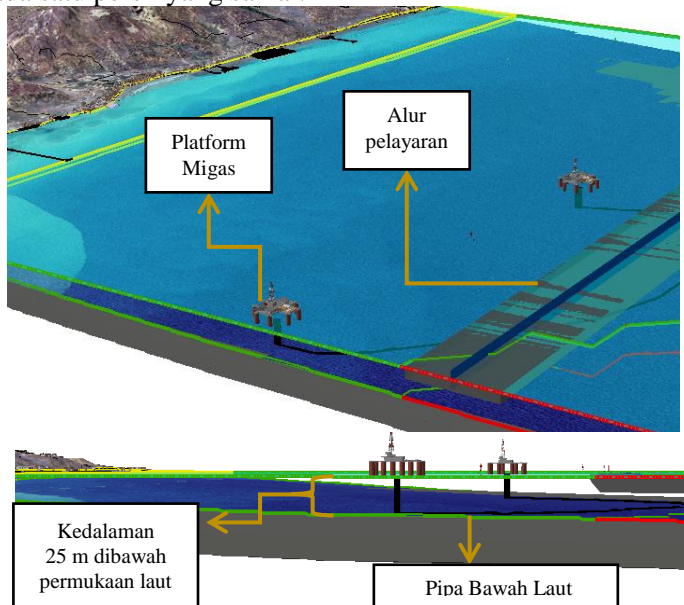 Platform
Migas
Alur
pelayaran
Kedalaman
25 m dibawah
permukaan laut
Pipa Bawah Laut